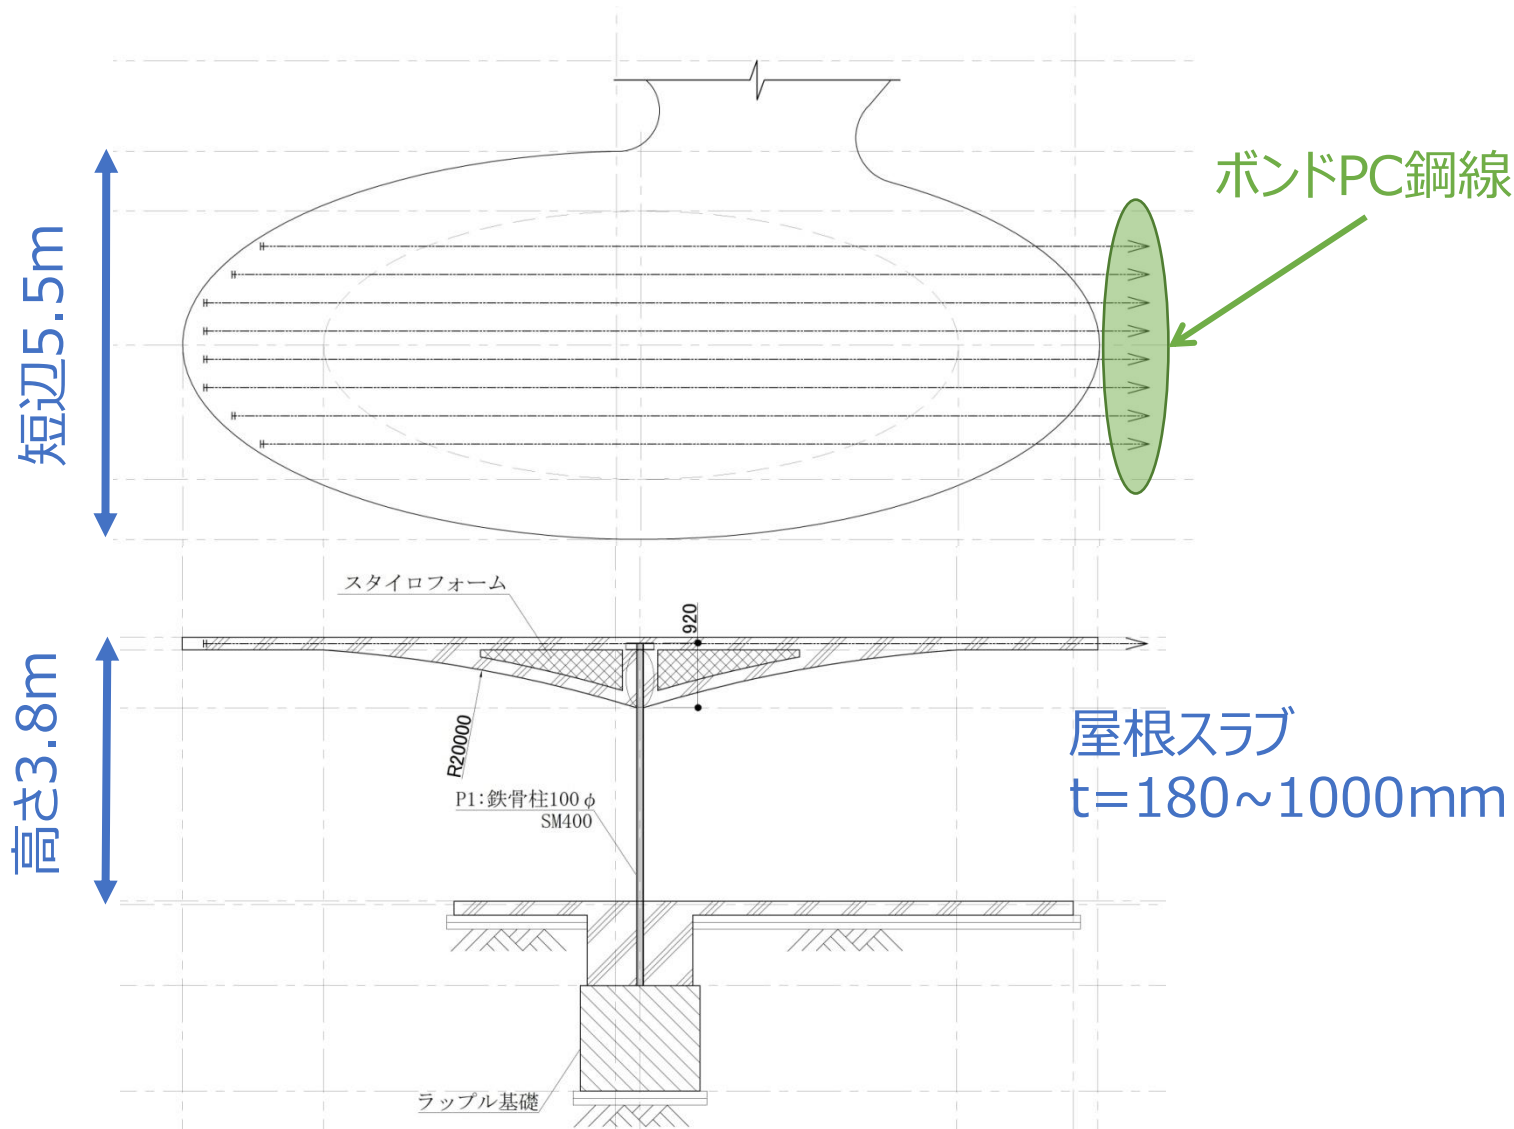 ボンドPC鋼線
短辺5.5m
スタイロフォーム
920
高さ3.8m
R20000
屋根スラブ
t=180~1000mm
P1:鉄骨柱100φ
SM400
ラップル基礎